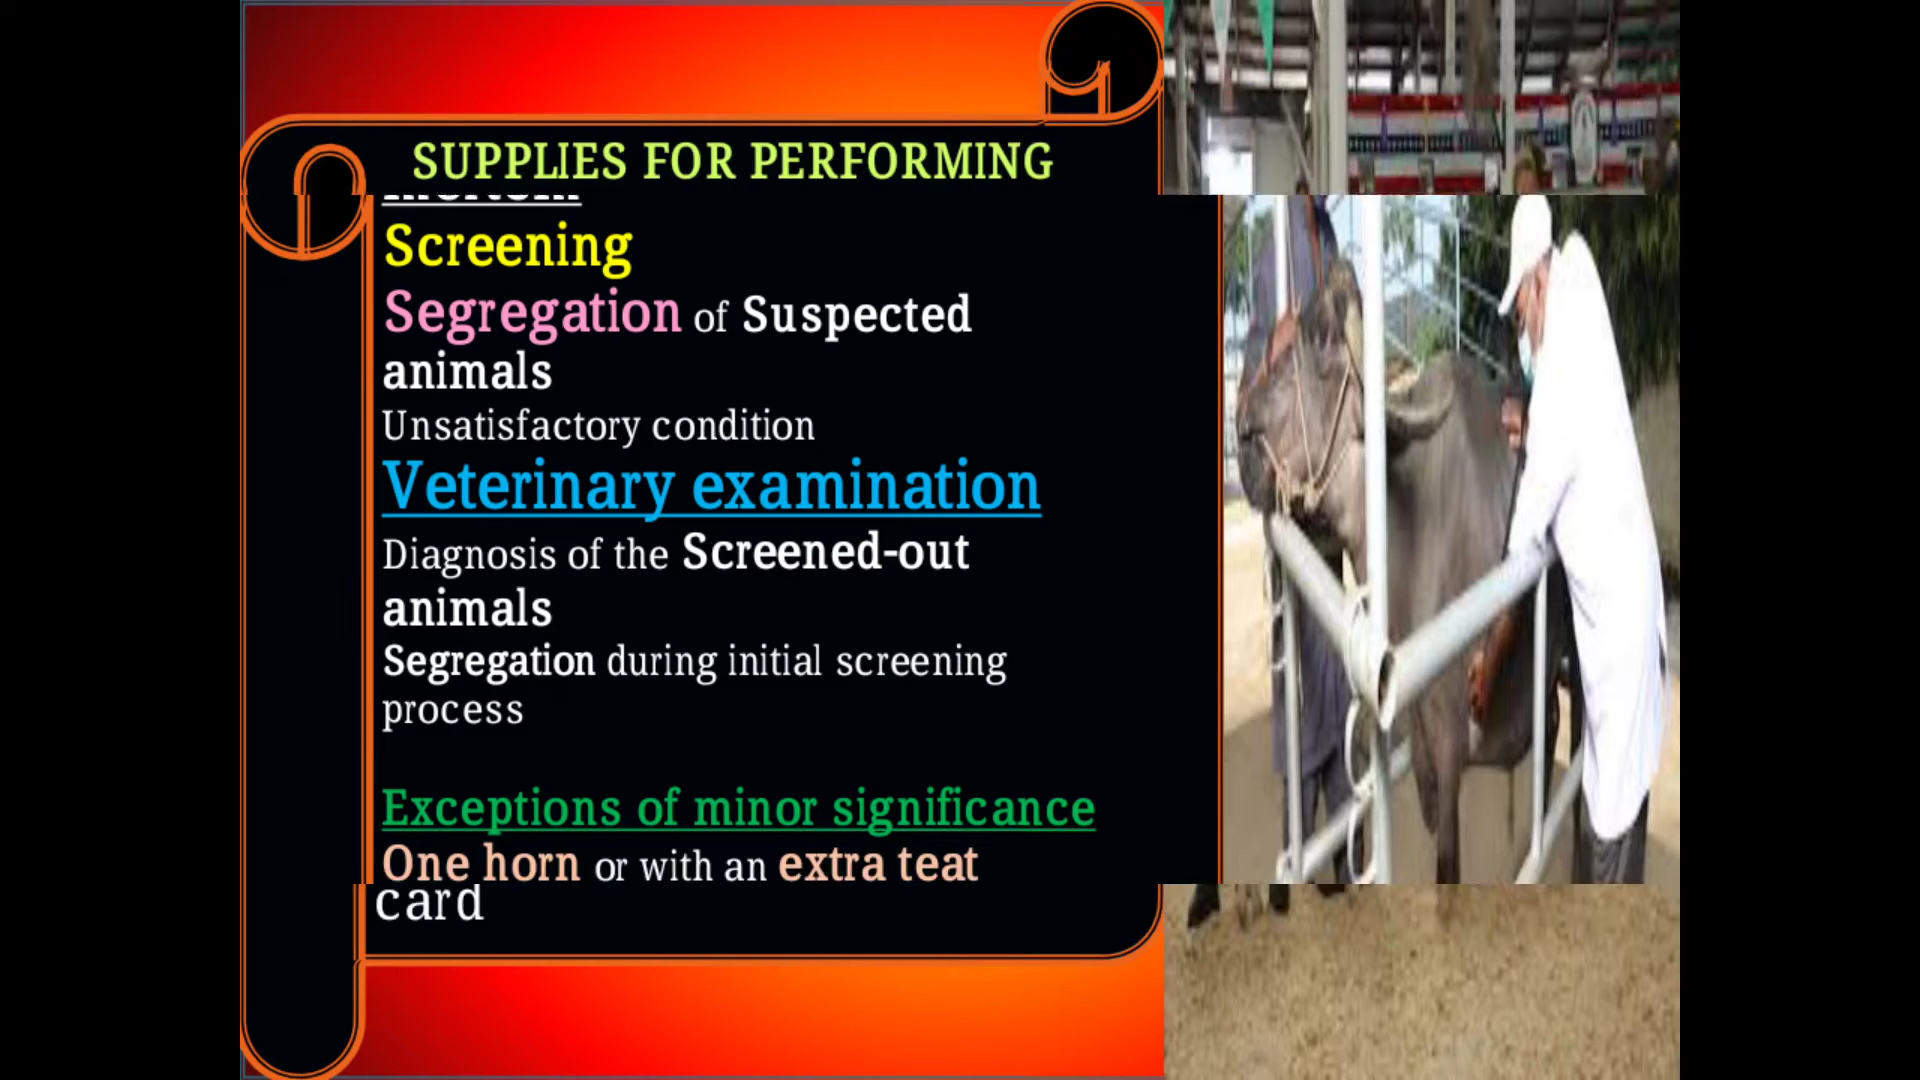 SUPPLIES FOR PERFORMING
Screening
Segregation of Suspected
animals
Unsatisfactory condition
Veterinary examination
Diagnosis of the Screened-out
animals
Segregation during initial screening
process
Exceptions of minor significance
One horn or with an extra teat
card